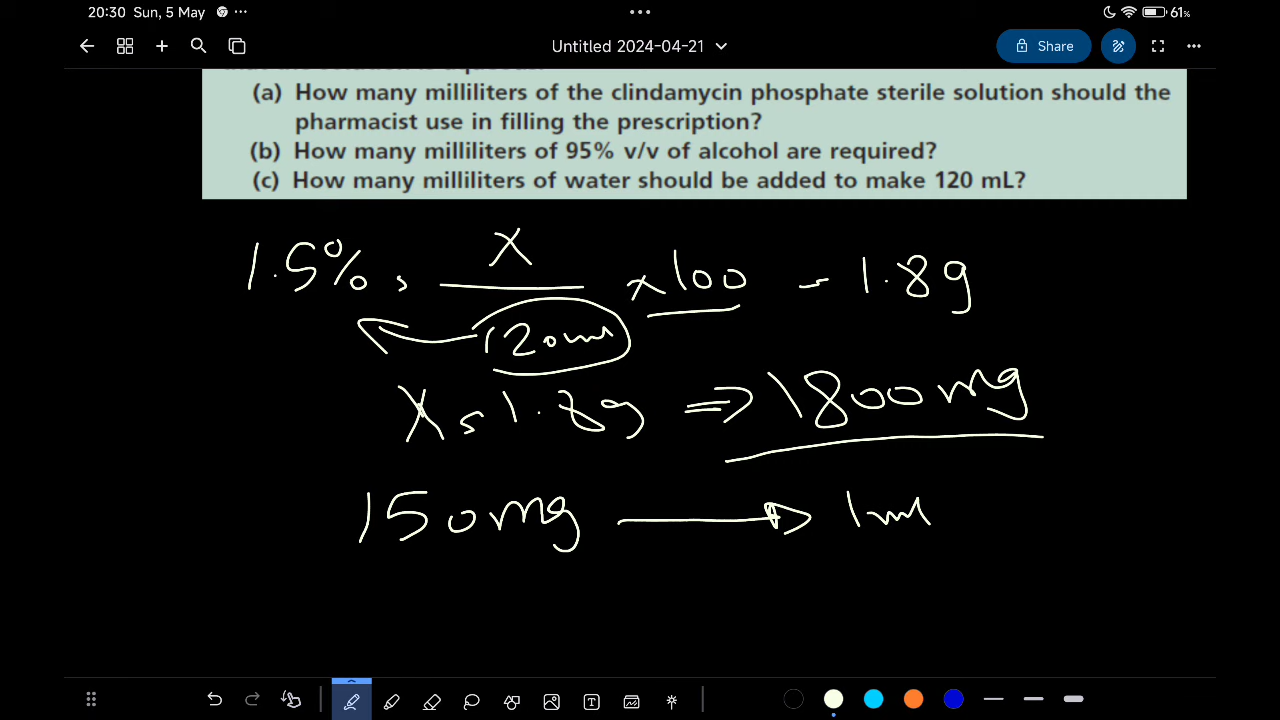 20:30 Sun, 5 May
61%
Untitled 2024-04-21
Share
(a) How many milliliters of the clindamycin phosphate sterile solution should the
pharmacist use in filling the prescription?
(b) How many milliliters of 95% v/v of alcohol are required?
(c) How many milliliters of water should be added to make 120 mL?
1.5% = x / 120ml x100 = 1.8g
x = 1.8g ⇒ 1800mg
150mg → 1ml